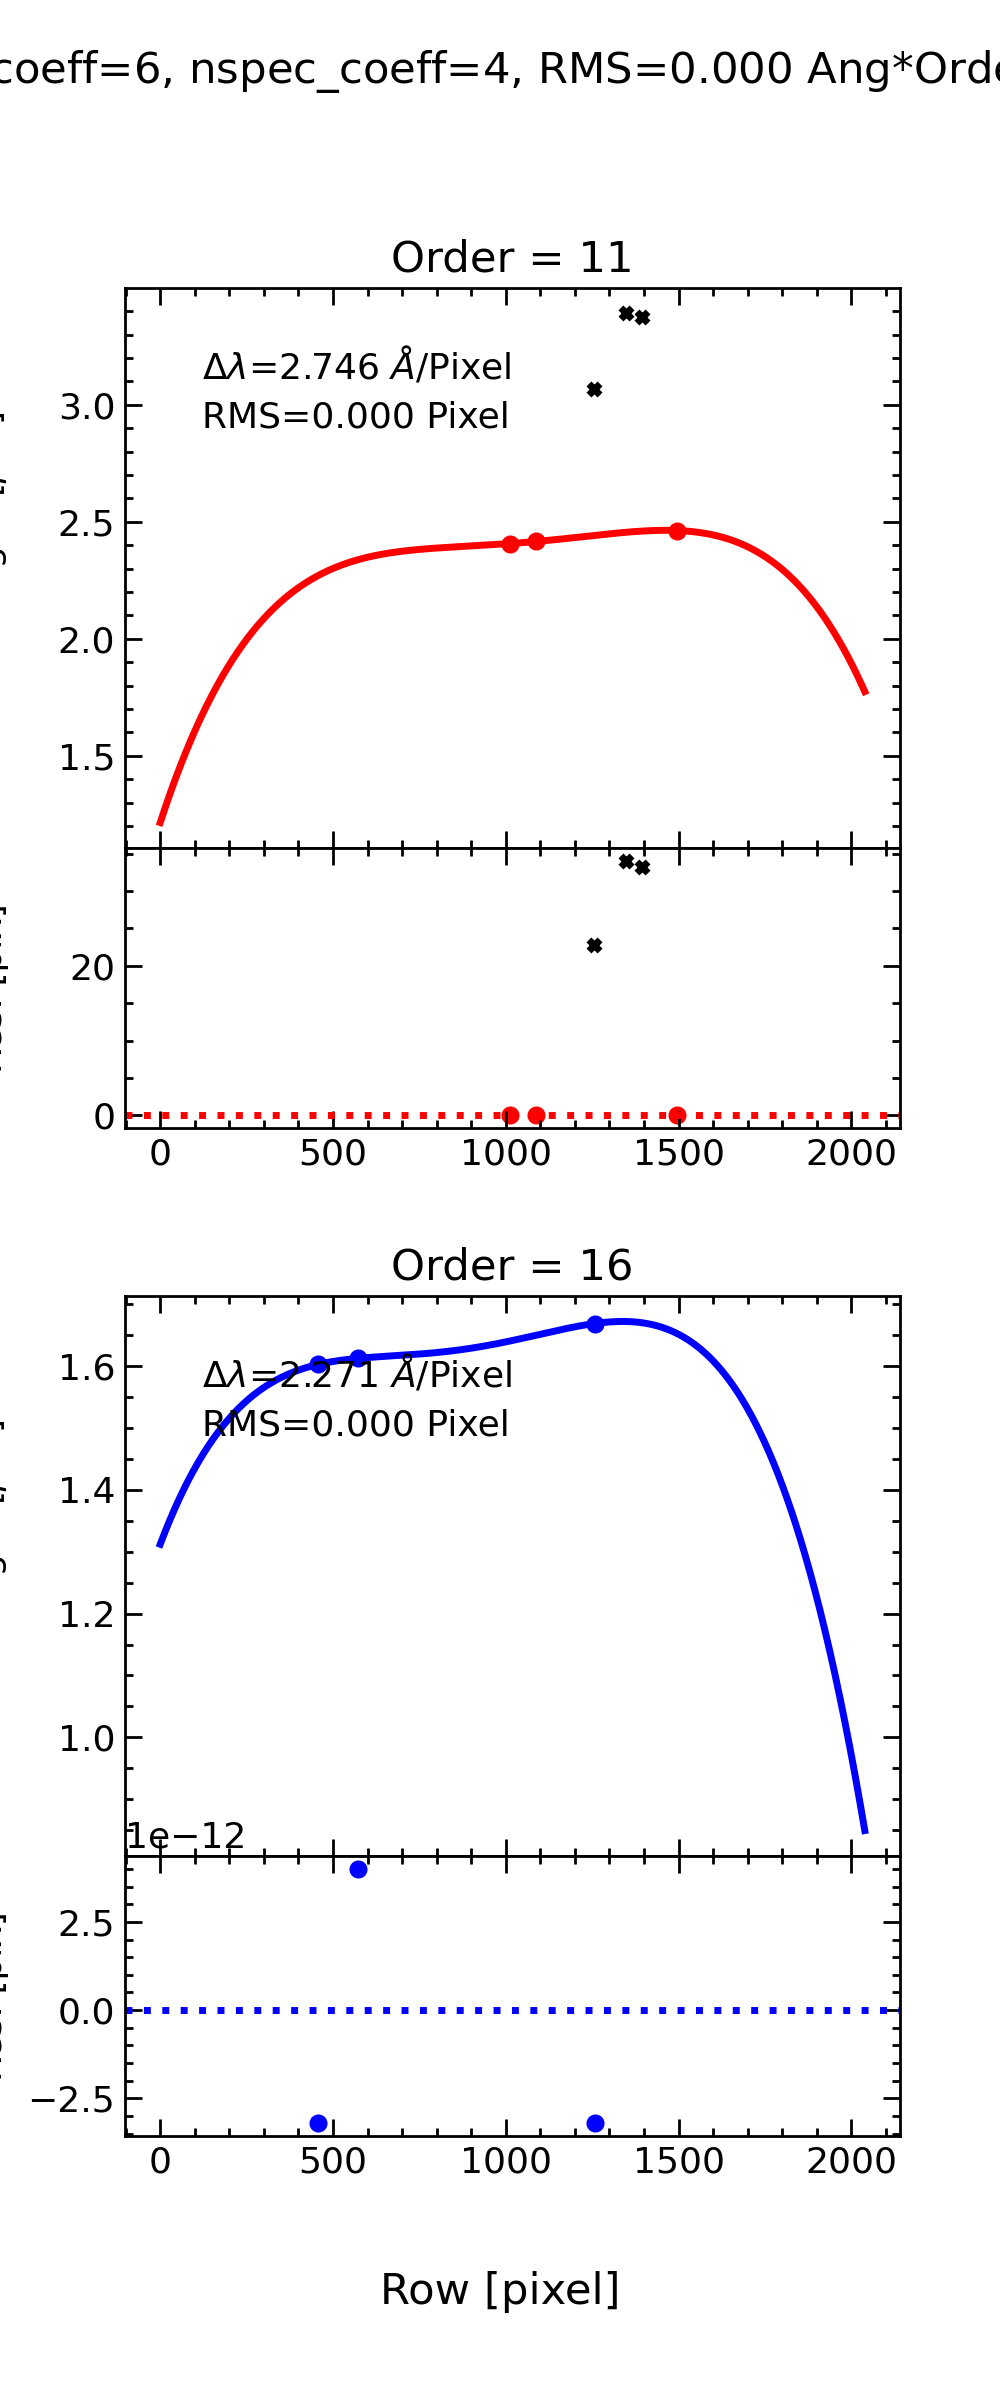 coeff=6, nspec_coeff=4, RMS=0.000 Ang*Orde
Order = 11
Δλ=2.746 Å/Pixel
RMS=0.000 Pixel
3.0
2.5
2.0
1.5
20
0
0 500 1000 1500 2000
Order = 16
Δλ=2.271 Å/Pixel
RMS=0.000 Pixel
1.6
1.4
1.2
1.0
1e−12
2.5
0.0
−2.5
0 500 1000 1500 2000
Row [pixel]